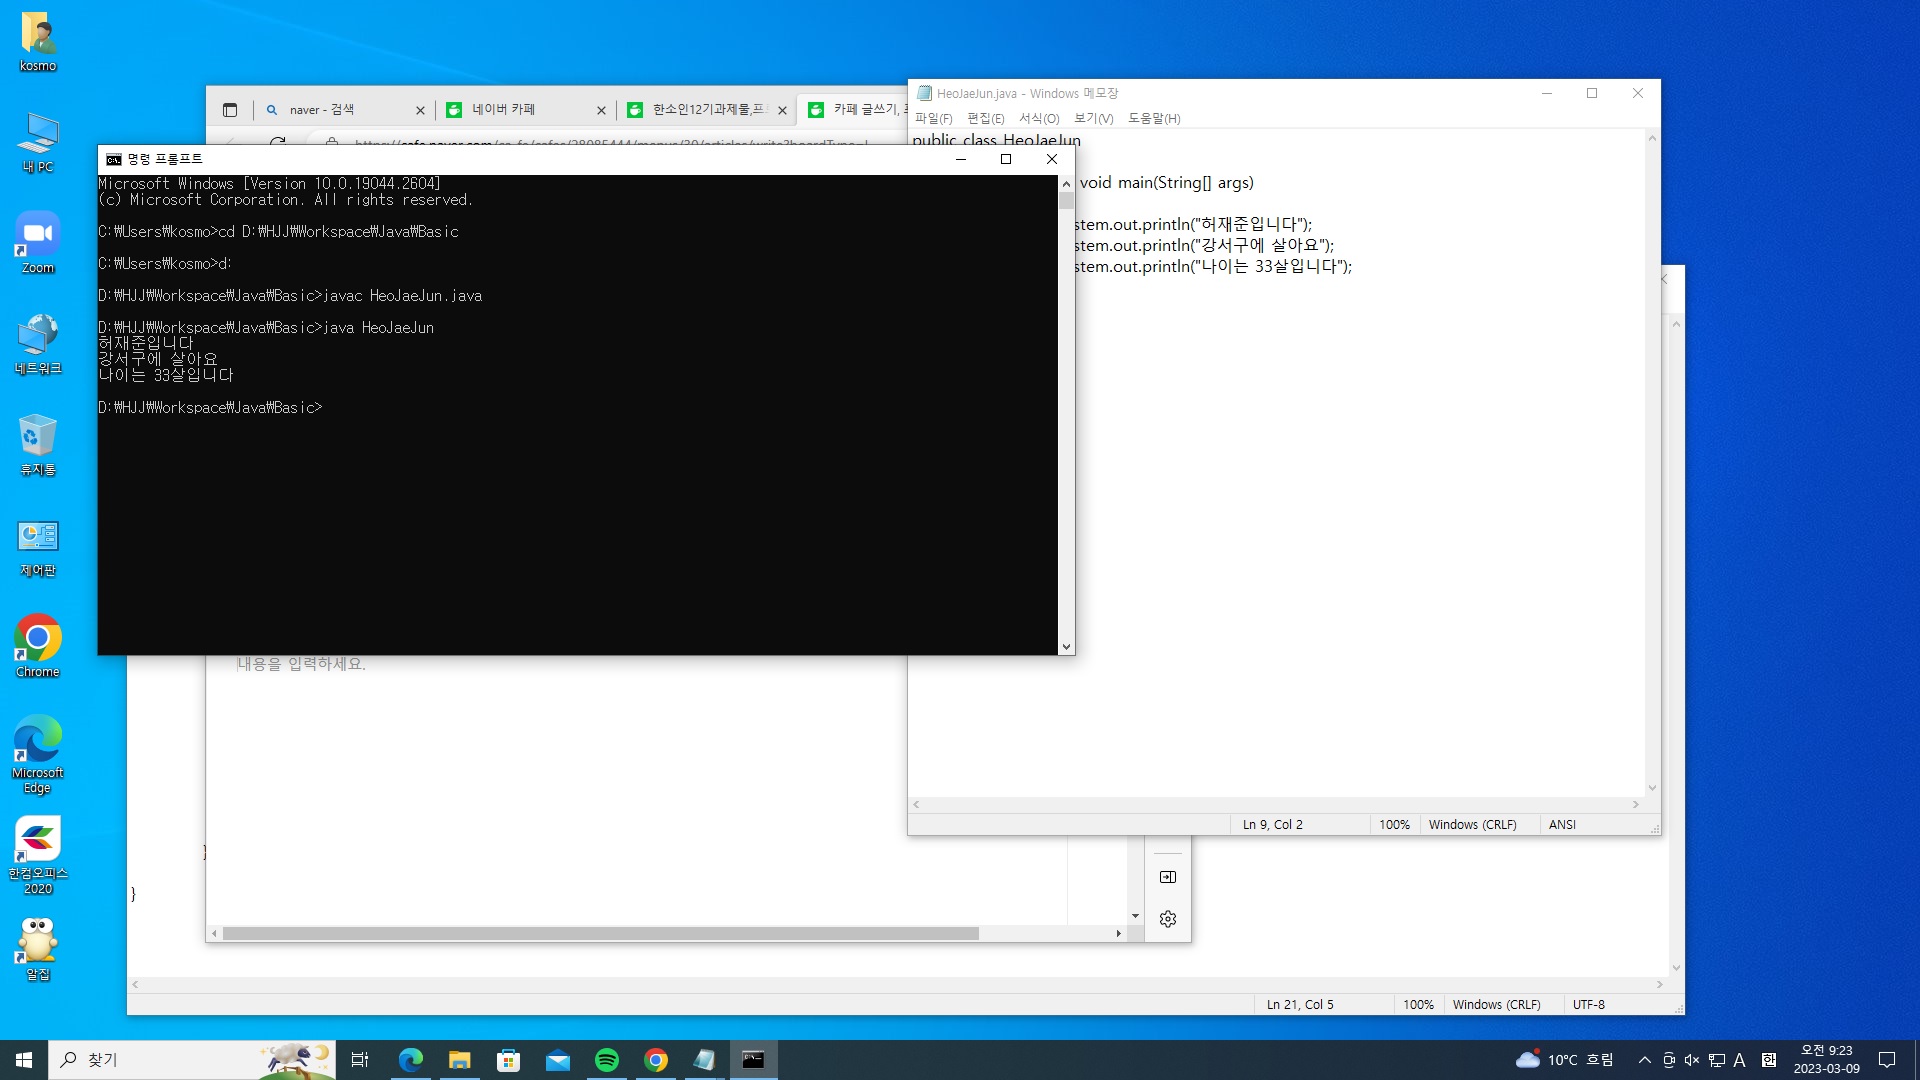 kosmo
내 PC
Zoom
네트워크
휴지통
제어판
Chrome
Microsoft
Edge
한컴오피스
2020
알집
naver - 검색
네이버 카페
한소인12기과제물,프
카페 글쓰기,
HeoJaeJun.java - Windows 메모장
파일(F) 편집(E) 서식(O) 보기(V) 도움말(H)
public class HeoJaeJun
void main(String[] args)
stem.out.println("허재준입니다");
stem.out.println("강서구에 살아요");
stem.out.println("나이는 33살입니다");
Ln 9, Col 2 100% Windows (CRLF) ANSI
명령 프롬프트
Microsoft Windows [Version 10.0.19044.2604]
(c) Microsoft Corporation. All rights reserved.
C:₩Users₩kosmo>cd D:₩HJJ₩Workspace₩Java₩Basic
C:₩Users₩kosmo>d:
D:₩HJJ₩Workspace₩Java₩Basic>javac HeoJaeJun.java
D:₩HJJ₩Workspace₩Java₩Basic>java HeoJaeJun
허재준입니다
강서구에 살아요
나이는 33살입니다
D:₩HJJ₩Workspace₩Java₩Basic>
내용을 입력하세요.
}
}
Ln 21, Col 5 100% Windows (CRLF) UTF-8
찾기
10°C 흐림
A 한
오전 9:23
2023-03-09